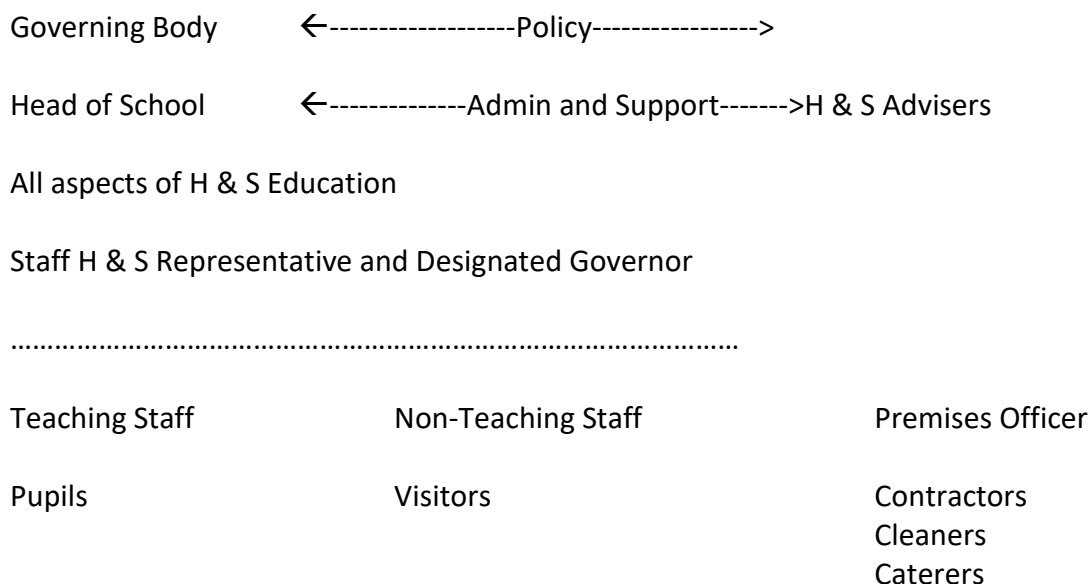 Governing Body ←-------------------Policy----------------->
Head of School ←--------------Admin and Support------->H & S Advisers
All aspects of H & S Education
Staff H & S Representative and Designated Governor
………………………………………………………………………………………
Teaching Staff Non-Teaching Staff Premises Officer
Pupils Visitors Contractors
Cleaners
Caterers